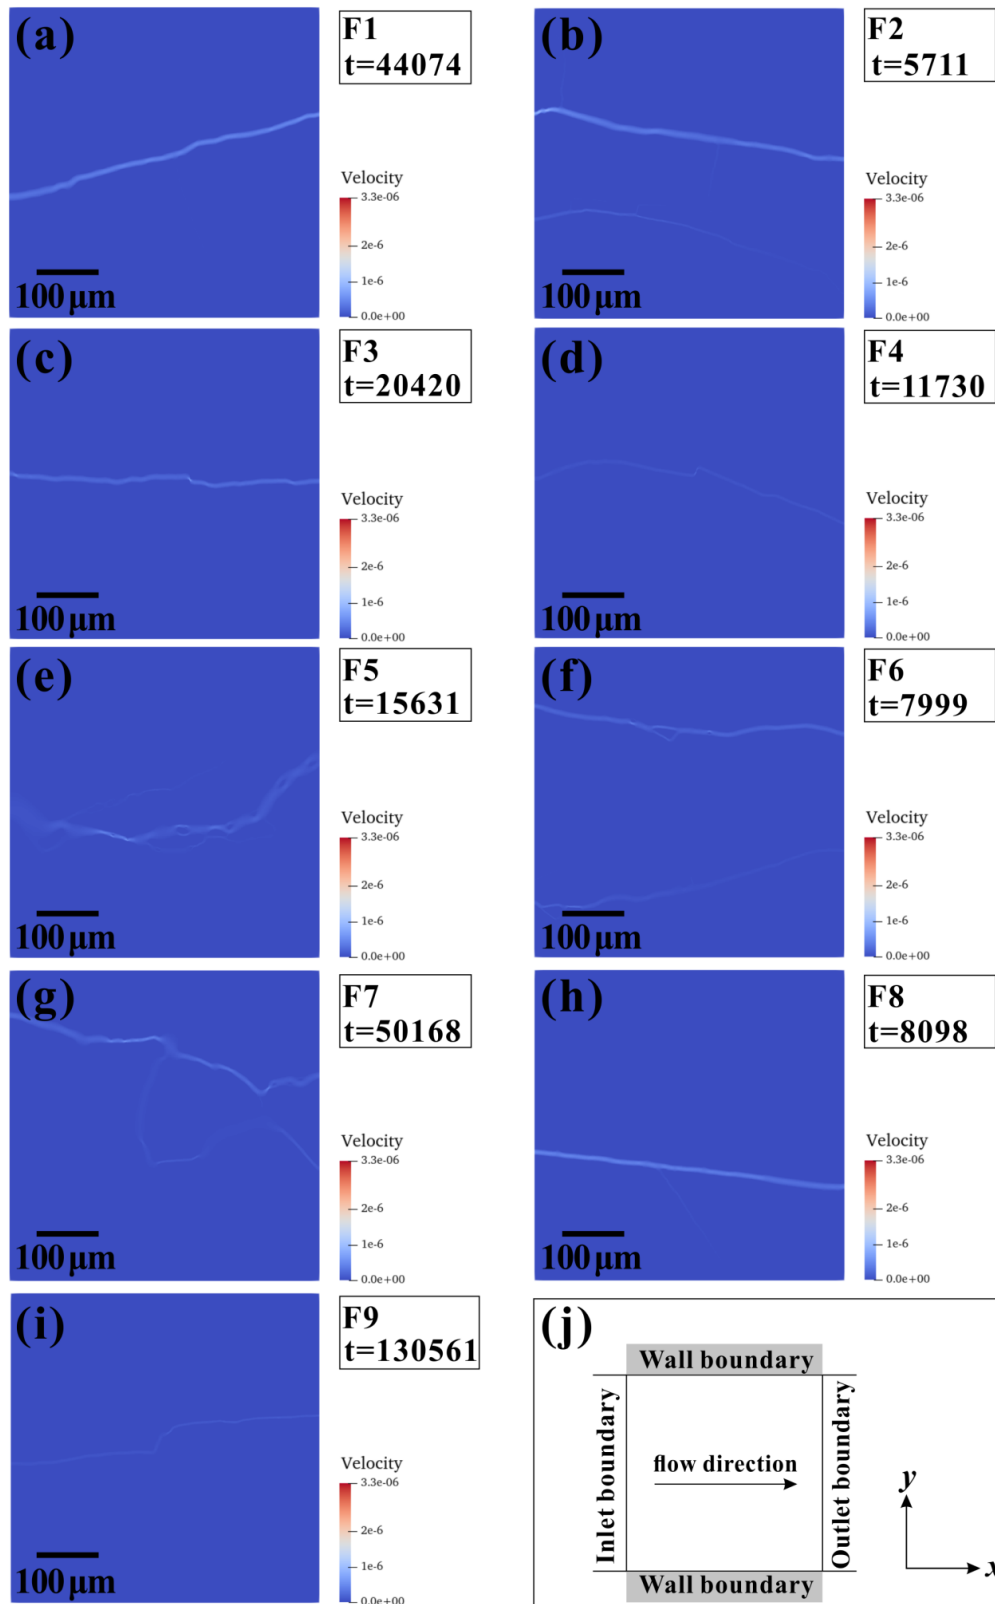 (a)
F1
t=44074
Velocity
3.3e-06
2e-6
1e-6
0.0e+00
100 μm
(b)
F2
t=5711
Velocity
3.3e-06
2e-6
1e-6
0.0e+00
100 μm
(c)
F3
t=20420
Velocity
3.3e-06
2e-6
1e-6
0.0e+00
100 μm
(d)
F4
t=11730
Velocity
3.3e-06
2e-6
1e-6
0.0e+00
100 μm
(e)
F5
t=15631
Velocity
3.3e-06
2e-6
1e-6
0.0e+00
100 μm
(f)
F6
t=7999
Velocity
3.3e-06
2e-6
1e-6
0.0e+00
100 μm
(g)
F7
t=50168
Velocity
3.3e-06
2e-6
1e-6
0.0e+00
100 μm
(h)
F8
t=8098
Velocity
3.3e-06
2e-6
1e-6
0.0e+00
100 μm
(i)
F9
t=130561
Velocity
3.3e-06
2e-6
1e-6
0.0e+00
100 μm
(j)
Wall boundary
Inlet boundary
flow direction
Outlet boundary
Wall boundary
y
x